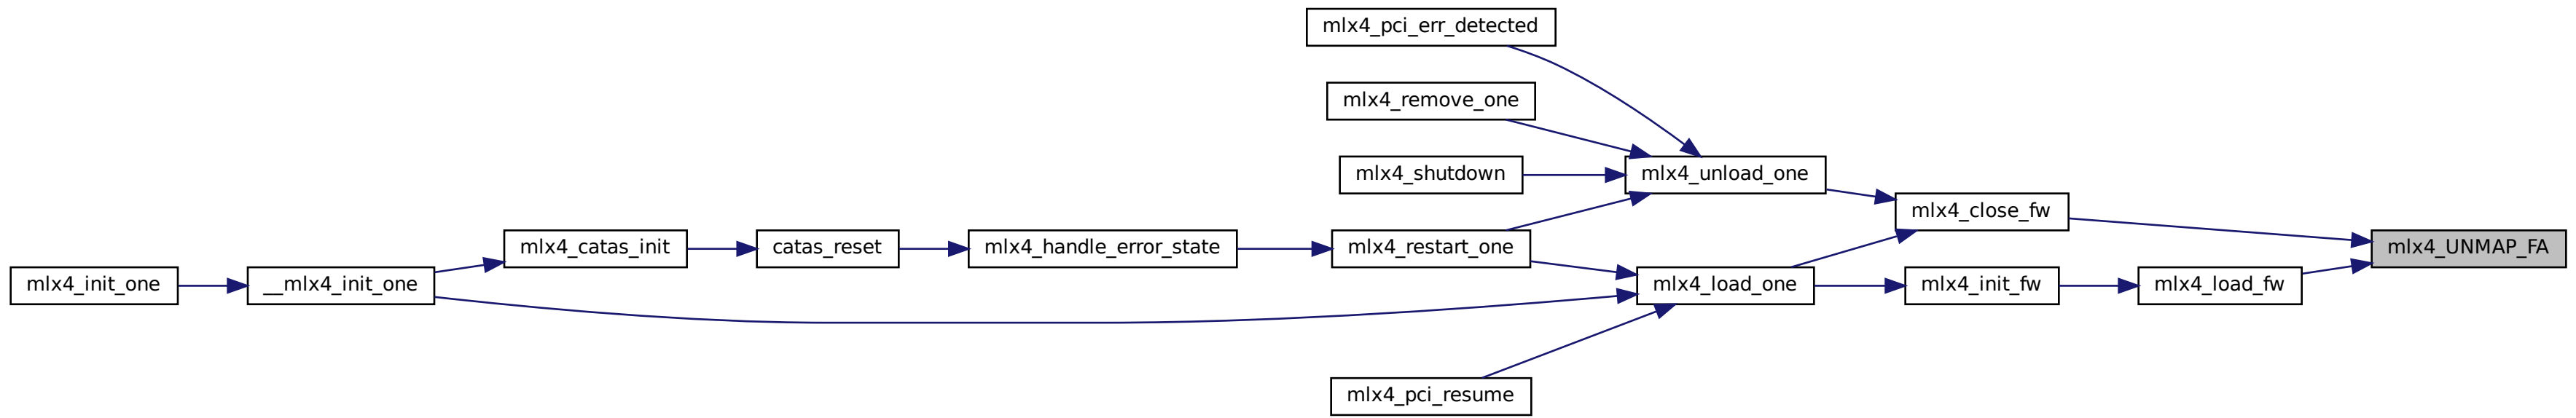 mlx4_pci_err_detected
mlx4_remove_one
mlx4_shutdown
mlx4_unload_one
mlx4_close_fw
mlx4_catas_init
catas_reset
mlx4_handle_error_state
mlx4_restart_one
mlx4_UNMAP_FA
mlx4_init_one
__mlx4_init_one
mlx4_load_one
mlx4_init_fw
mlx4_load_fw
mlx4_pci_resume